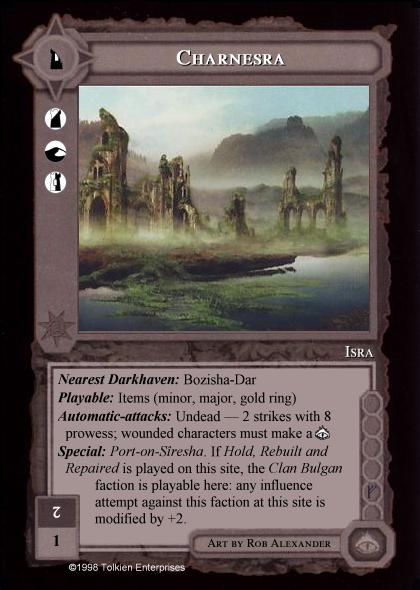 CHARNESRA
ISRA
Nearest Darkhaven: Bozisha-Dar
Playable: Items (minor, major, gold ring)
Automatic-attacks: Undead — 2 strikes with 8
prowess; wounded characters must make a
Special: Port-on-Siresha. If Hold, Rebuilt and
Repaired is played on this site, the Clan Bulgan
faction is playable here: any influence
attempt against this faction at this site is
modified by +2.
2
1
ART BY ROB ALEXANDER
©1998 Tolkien Enterprises